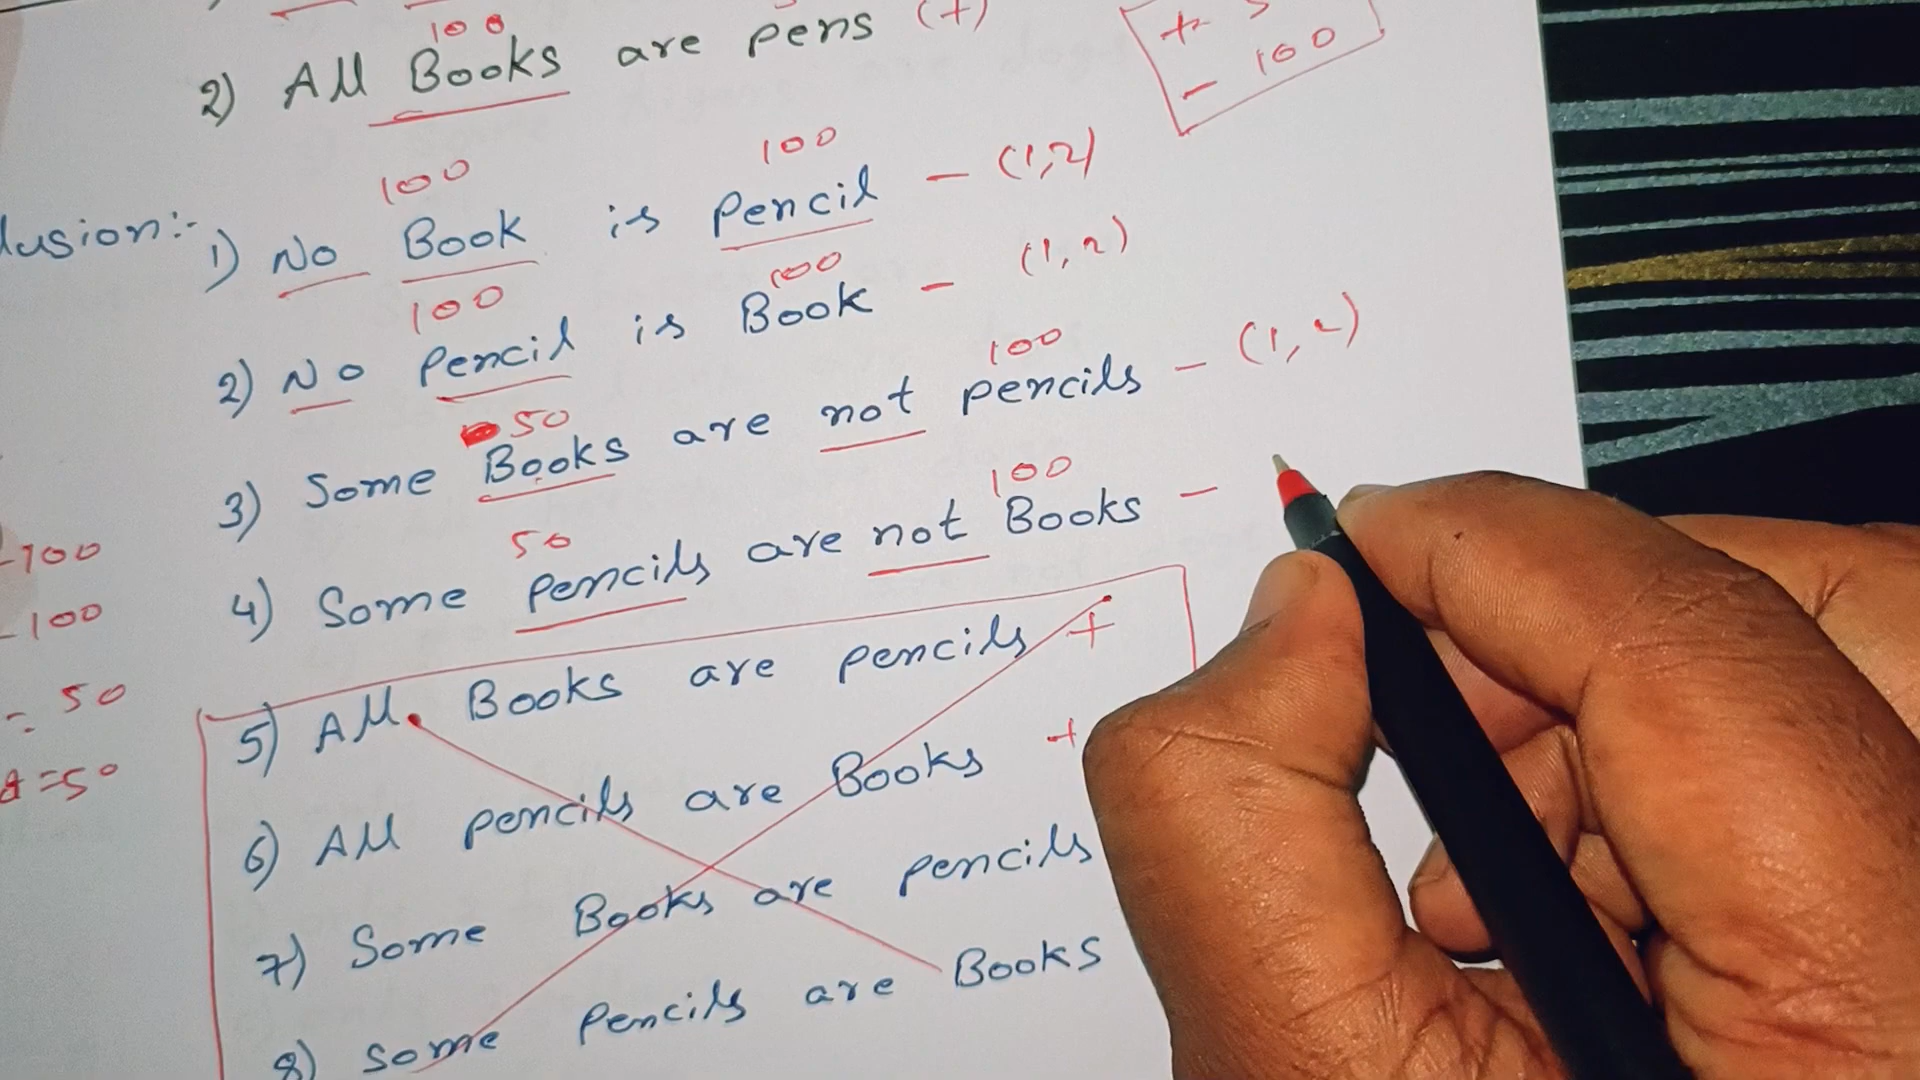 100
2) All Books are pens (+)
+
- 100
100 100
lusion:- 1) No Book is Pencil - (1,2)
100 100
2) No Pencil is Book - (1,2)
50 100
3) Some Books are not pencils - (1,2)
50 100
4) Some Pencils are not Books -
-100
-100
= 50
=50
5) All Books are pencils +
6) All pencils are Books +
7) Some Books are pencils
8) Some Pencils are Books